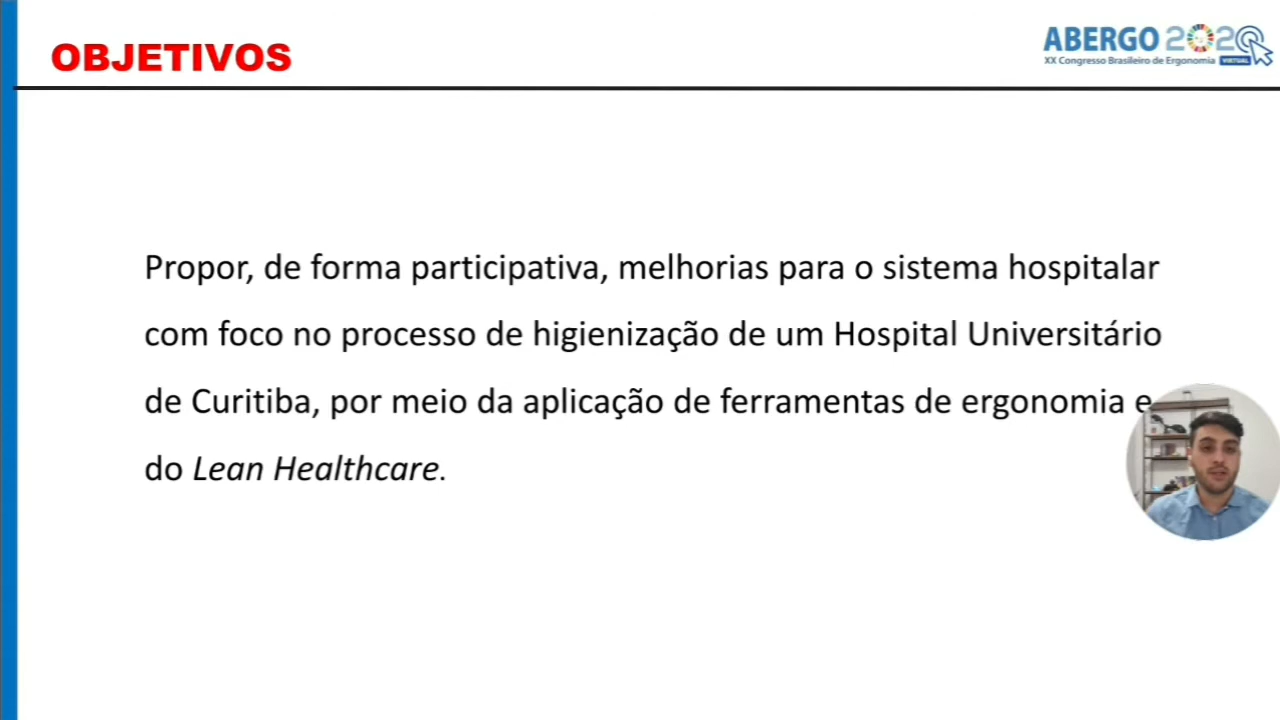 OBJETIVOS
ABERGO 2020
XX Congresso Brasileiro de Ergonomia VIRTUAL
Propor, de forma participativa, melhorias para o sistema hospitalar
com foco no processo de higienização de um Hospital Universitário
de Curitiba, por meio da aplicação de ferramentas de ergonomia e
do Lean Healthcare.